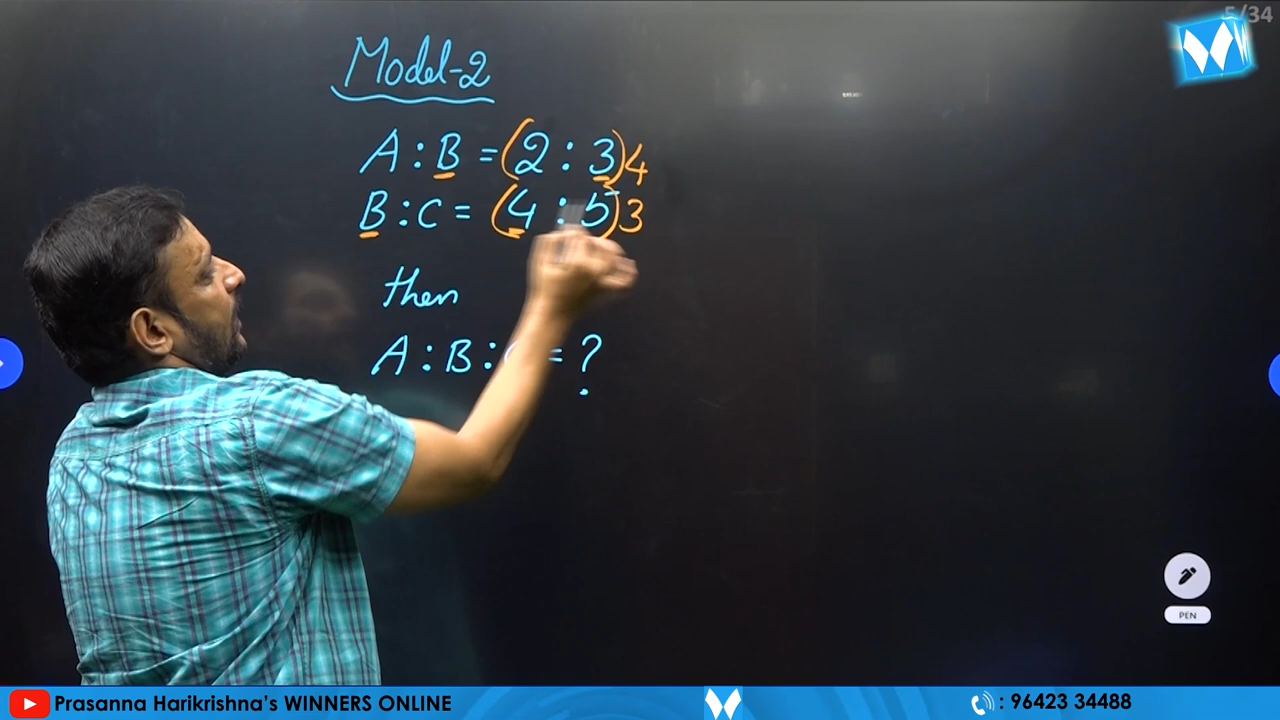 5/34
Model-2
A : B = (2 : 3)4
B : C = (4 : 5)3
then
A : B : = ?
PEN
Prasanna Harikrishna's WINNERS ONLINE
: 96423 34488